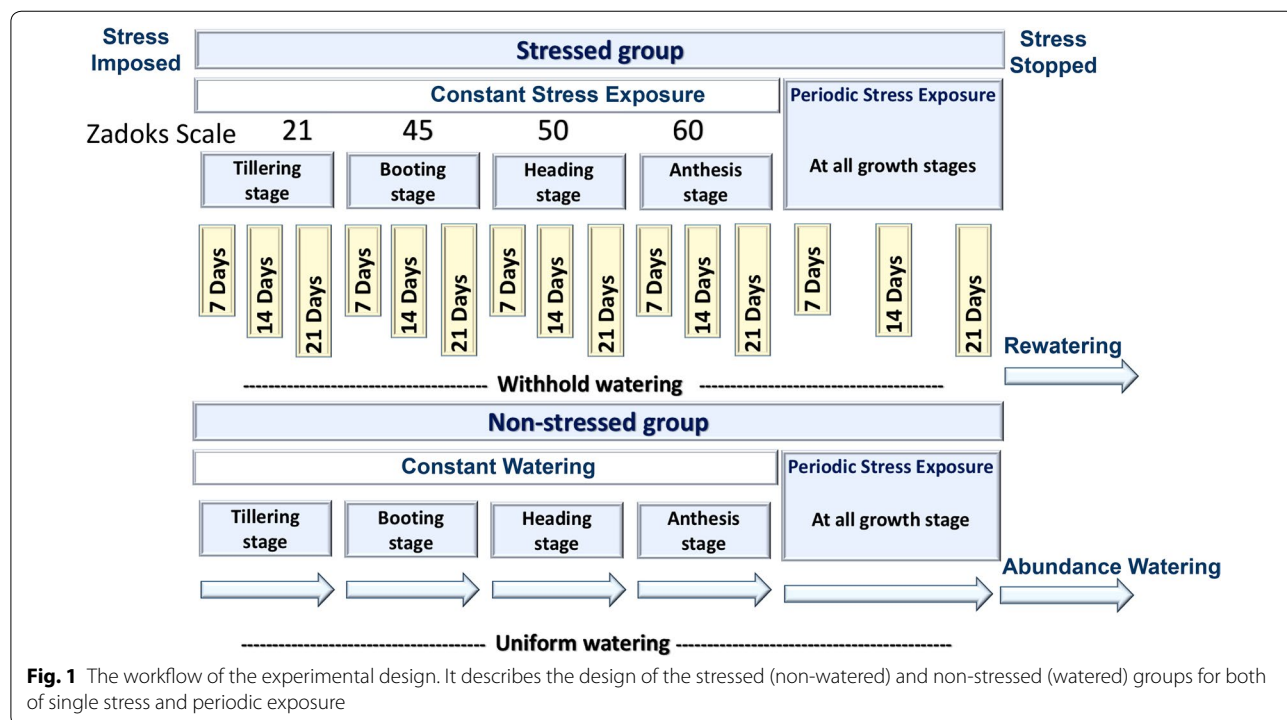 Stress
Imposed
Stressed group
Stress
Stopped
Constant Stress Exposure
Periodic Stress Exposure
At all growth stages
Zadoks Scale 21 45 50 60
Tillering
stage
Booting
stage
Heading
stage
Anthesis
stage
7 Days
14 Days
21 Days
7 Days
14 Days
21 Days
7 Days
14 Days
21 Days
7 Days
14 Days
21 Days
7 Days
14 Days
21 Days
Rewatering
Withhold watering
Non-stressed group
Constant Watering
Periodic Stress Exposure
At all growth stage
Tillering
stage
Booting
stage
Heading
stage
Anthesis
stage
Abundance Watering
Uniform watering
Fig. 1 The workflow of the experimental design. It describes the design of the stressed (non-watered) and non-stressed (watered) groups for both
of single stress and periodic exposure